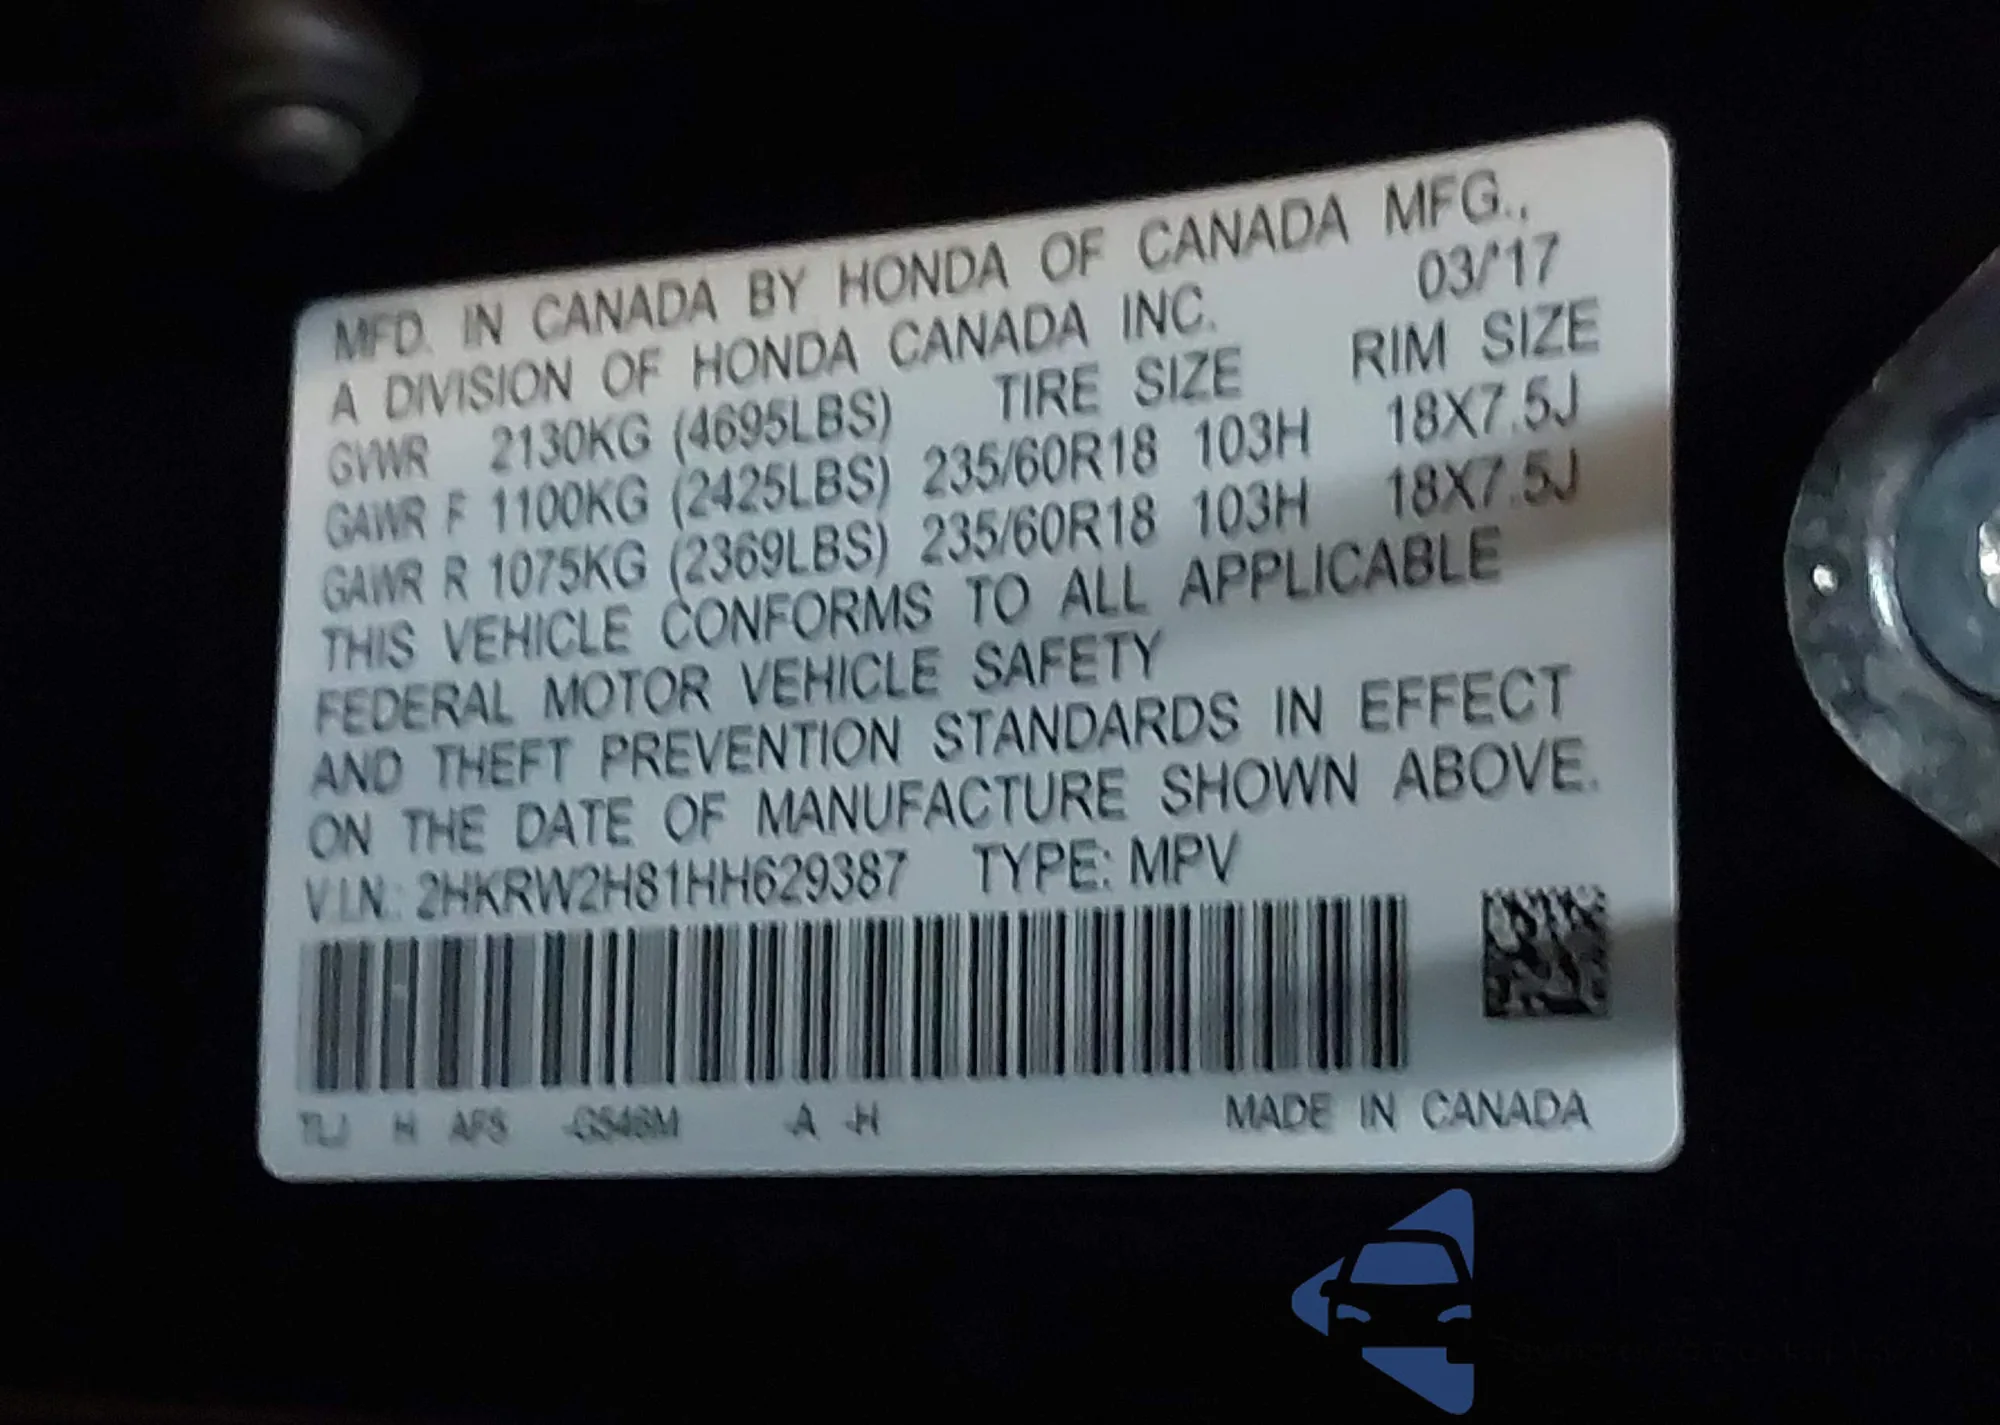 MFD. IN CANADA BY HONDA OF CANADA MFG.,
A DIVISION OF HONDA CANADA INC. 03/'17
GVWR 2130KG (4695LBS) TIRE SIZE RIM SIZE
GAWR F 1100KG (2425LBS) 235/60R18 103H 18X7.5J
GAWR R 1075KG (2369LBS) 235/60R18 103H 18X7.5J
THIS VEHICLE CONFORMS TO ALL APPLICABLE
FEDERAL MOTOR VEHICLE SAFETY
AND THEFT PREVENTION STANDARDS IN EFFECT
ON THE DATE OF MANUFACTURE SHOWN ABOVE.
V.I.N.: 2HKRW2H81HH629387 TYPE: MPV
TLJ H AFS -A -H MADE IN CANADA